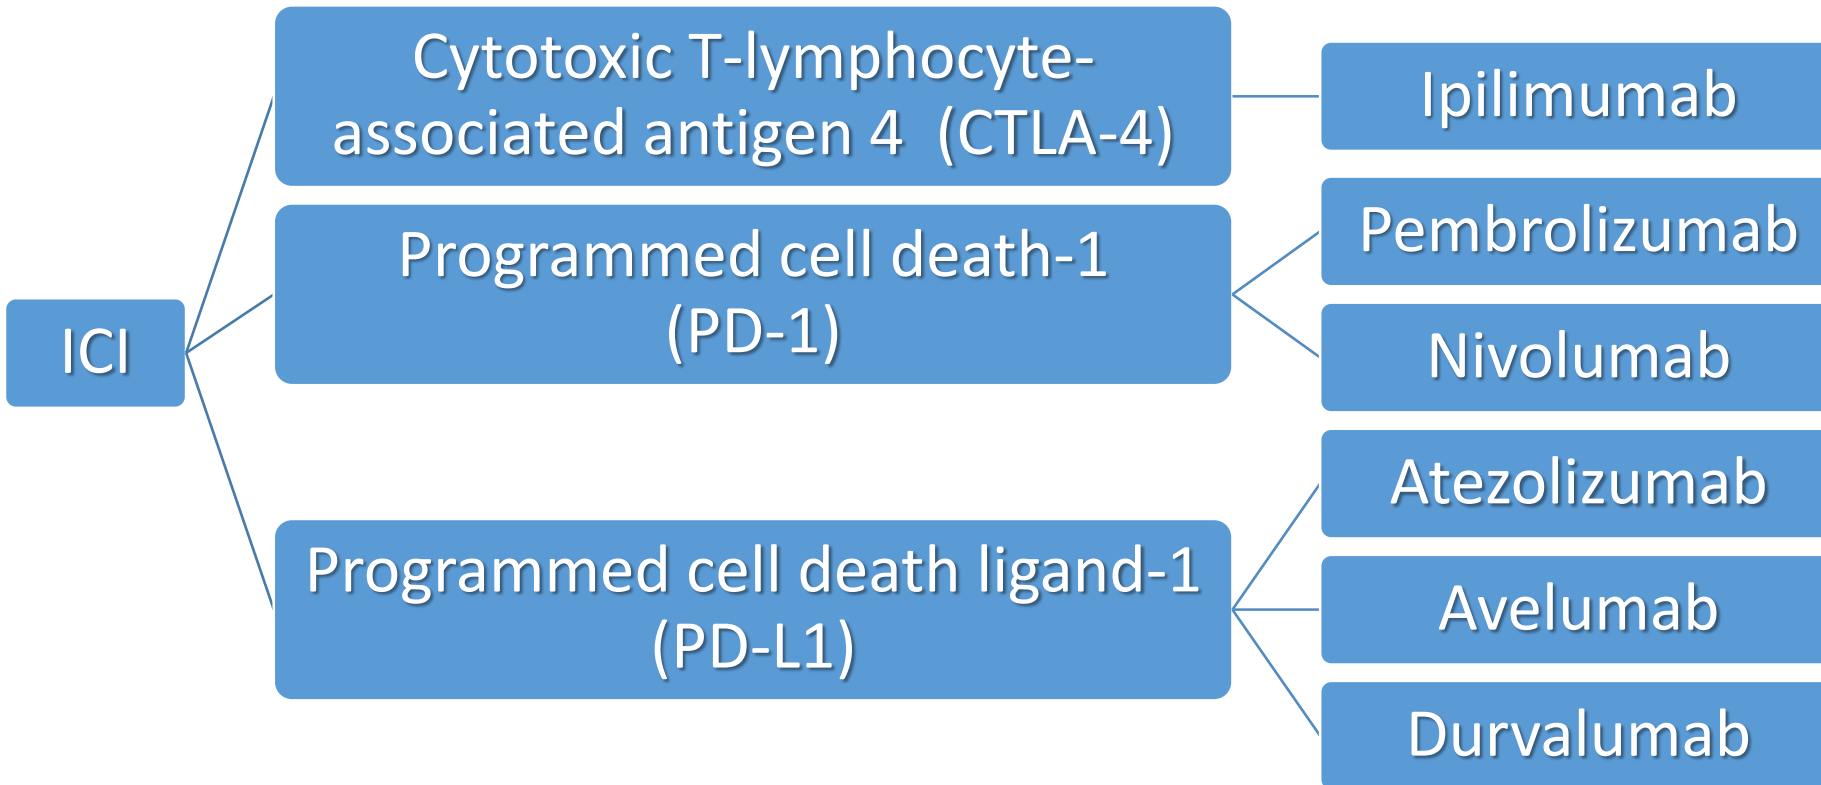 ICI
Cytotoxic T-lymphocyte-
associated antigen 4  (CTLA-4)
Ipilimumab
Programmed cell death-1
(PD-1)
Pembrolizumab
Nivolumab
Programmed cell death ligand-1
(PD-L1)
Atezolizumab
Avelumab
Durvalumab